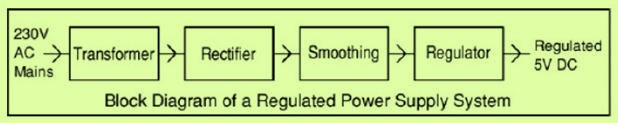 230V
AC
Mains
Transformer
Rectifier
Smoothing
Regulator
Regulated
5V DC
Block Diagram of a Regulated Power Supply System